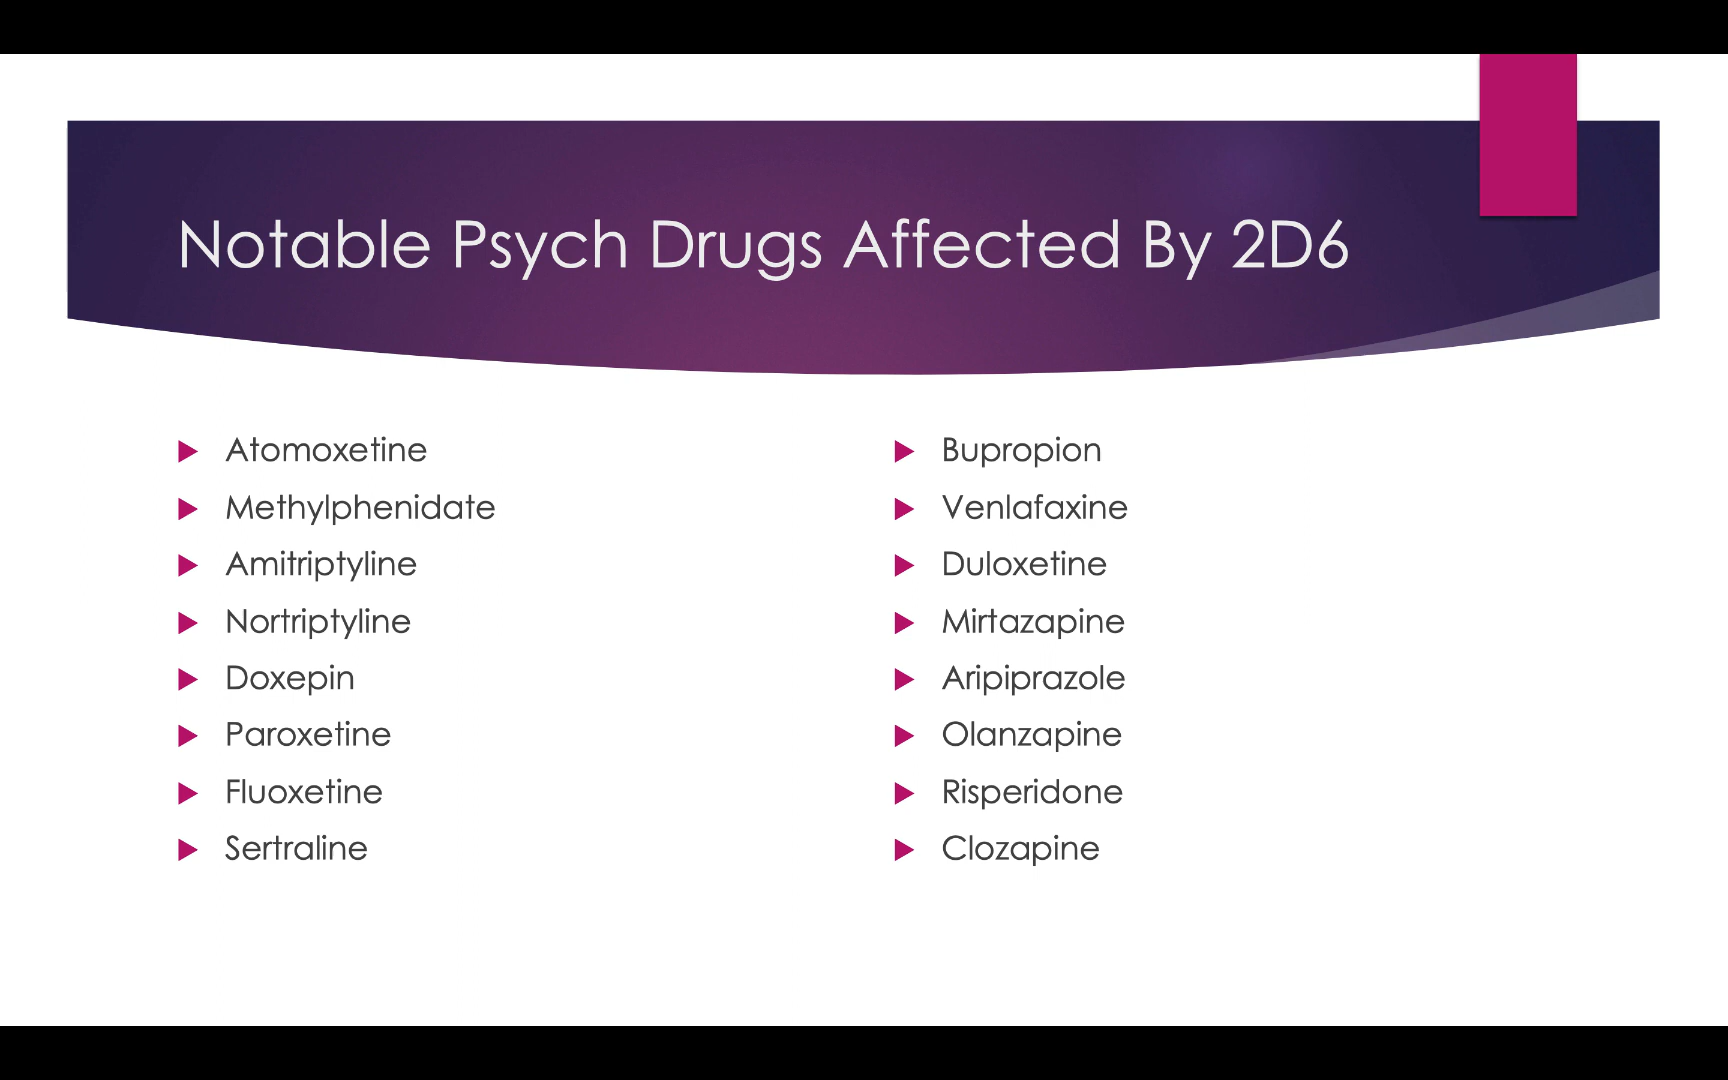 Notable Psych Drugs Affected By 2D6
Atomoxetine
Methylphenidate
Amitriptyline
Nortriptyline
Doxepin
Paroxetine
Fluoxetine
Sertraline
Bupropion
Venlafaxine
Duloxetine
Mirtazapine
Aripiprazole
Olanzapine
Risperidone
Clozapine